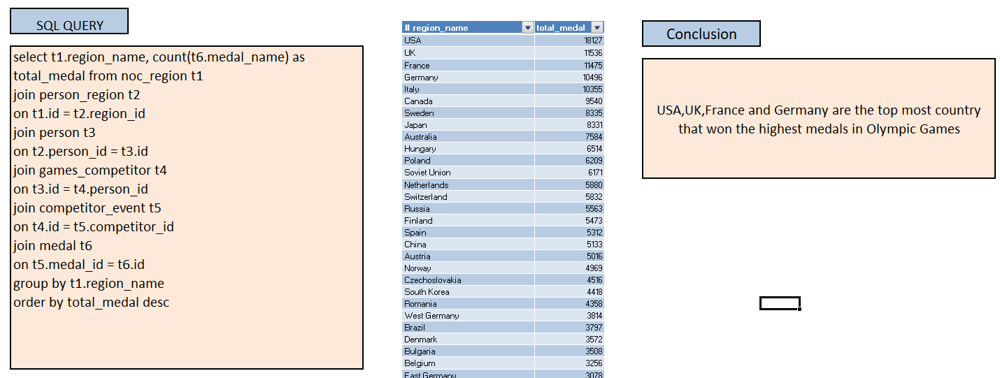 SQL QUERY
select t1.region_name, count(t6.medal_name) as
total_medal from noc_region t1
join person_region t2
on t1.id = t2.region_id
join person t3
on t2.person_id = t3.id
join games_competitor t4
on t3.id = t4.person_id
join competitor_event t5
on t4.id = t5.competitor_id
join medal t6
on t5.medal_id = t6.id
group by t1.region_name
order by total_medal desc
# region_name total_medal
USA 18127
UK 11536
France 11475
Germany 10496
Italy 10355
Canada 9540
Sweden 8335
Japan 8331
Australia 7584
Hungary 6514
Poland 6209
Soviet Union 6171
Netherlands 5880
Switzerland 5832
Russia 5563
Finland 5473
Spain 5312
China 5133
Austria 5016
Norway 4969
Czechoslovakia 4516
South Korea 4418
Romania 4358
West Germany 3814
Brazil 3797
Denmark 3572
Bulgaria 3508
Belgium 3256
East Germany 3078
Conclusion
USA,UK,France and Germany are the top most country
that won the highest medals in Olympic Games